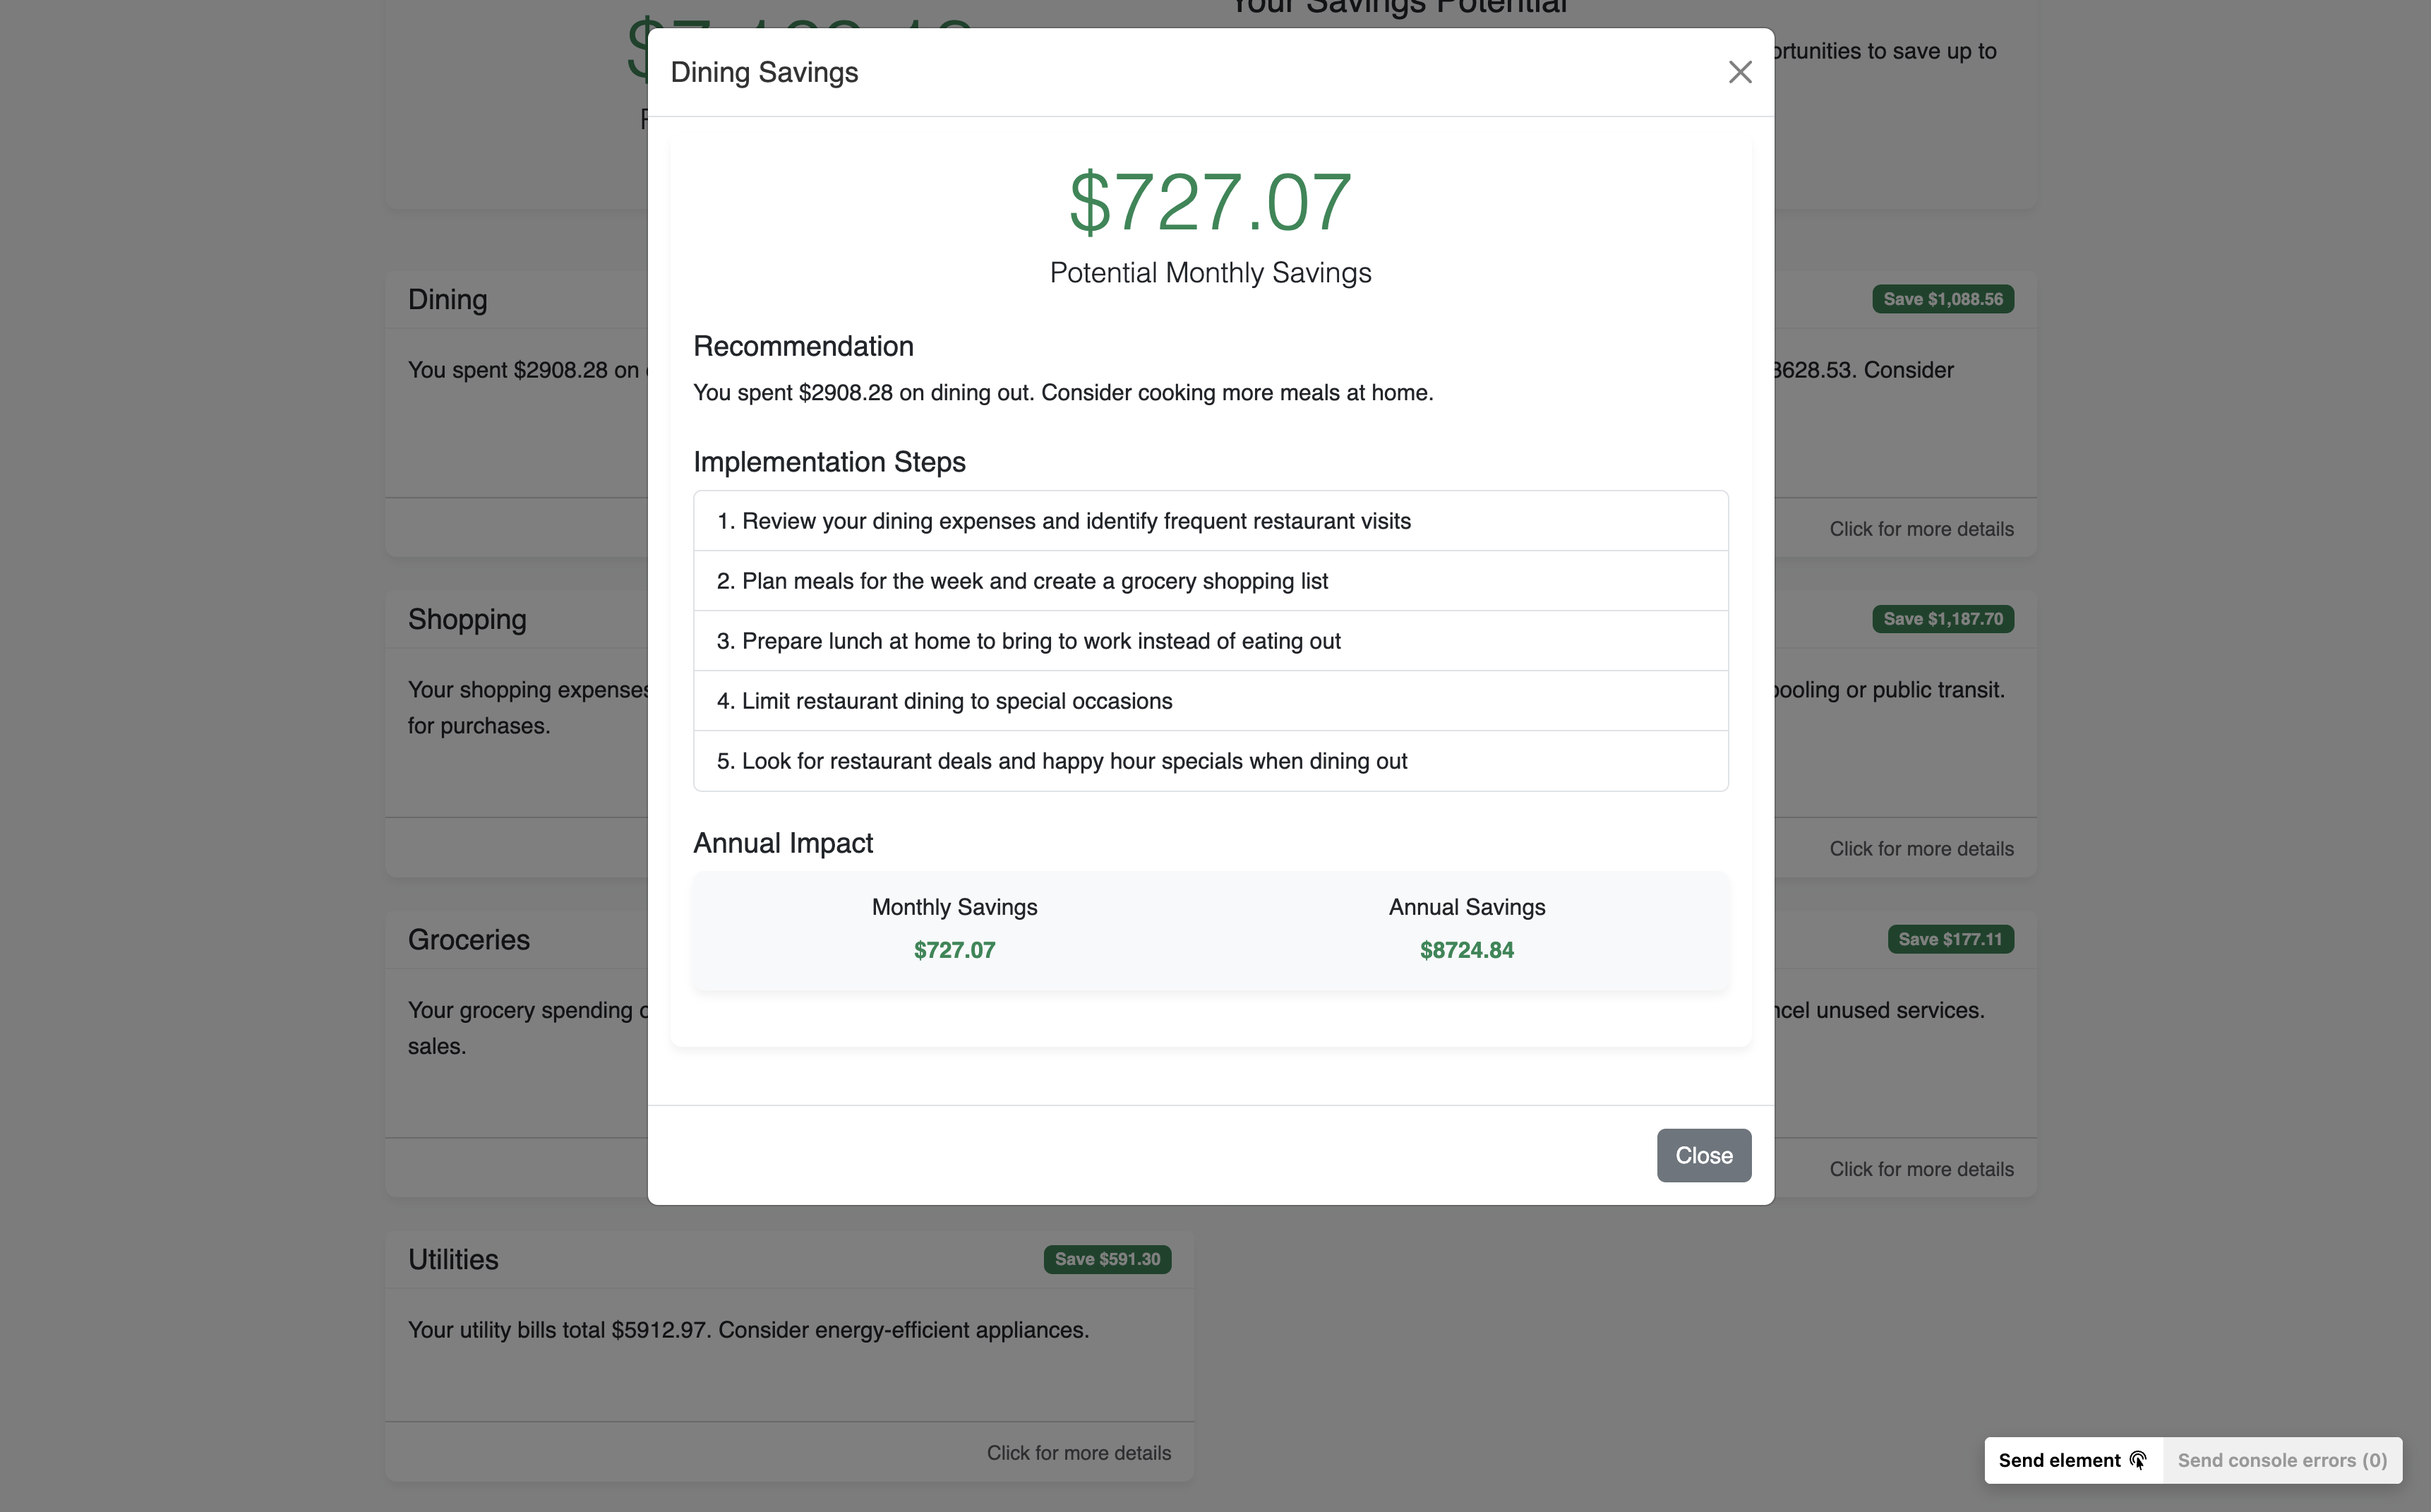 Your Savings Potential
ortunities to save up to
Dining Savings
$727.07
Potential Monthly Savings
Recommendation
You spent $2908.28 on dining out. Consider cooking more meals at home.
Implementation Steps
1. Review your dining expenses and identify frequent restaurant visits
2. Plan meals for the week and create a grocery shopping list
3. Prepare lunch at home to bring to work instead of eating out
4. Limit restaurant dining to special occasions
5. Look for restaurant deals and happy hour specials when dining out
Annual Impact
Monthly Savings
Annual Savings
$727.07
$8724.84
Close
Dining
You spent $2908.28 on
Save $1,088.56
3628.53. Consider
Click for more details
Shopping
Your shopping expenses
for purchases.
Save $1,187.70
pooling or public transit.
Click for more details
Groceries
Your grocery spending
sales.
Save $177.11
ncel unused services.
Click for more details
Utilities
Save $591.30
Your utility bills total $5912.97. Consider energy-efficient appliances.
Click for more details
Send element
Send console errors (0)